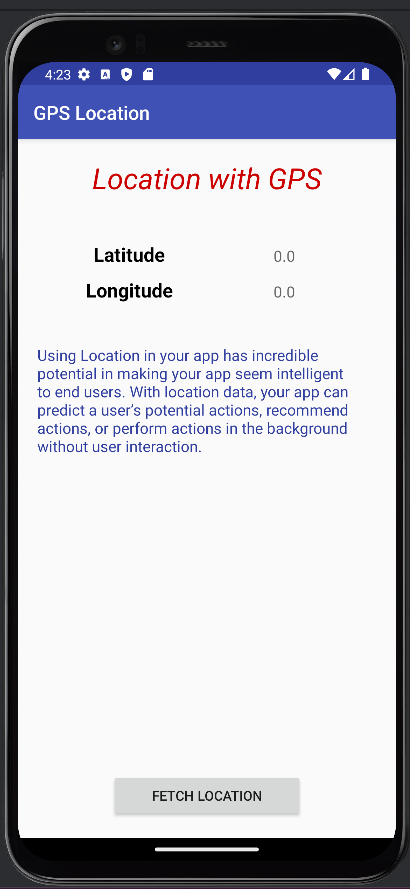 4:23
GPS Location
Location with GPS
Latitude 0.0
Longitude 0.0
Using Location in your app has incredible
potential in making your app seem intelligent
to end users. With location data, your app can
predict a user’s potential actions, recommend
actions, or perform actions in the background
without user interaction.
FETCH LOCATION